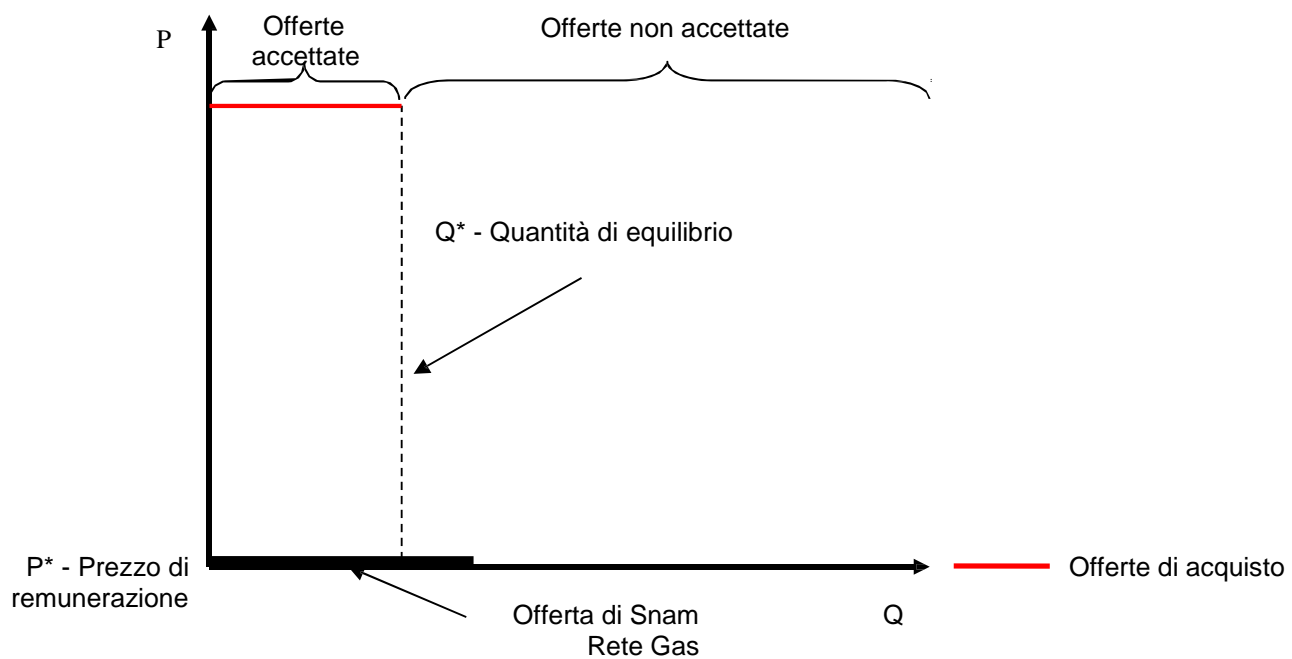 P
Offerte
accettate
Offerte non accettate
Q* - Quantità di equilibrio
P* - Prezzo di
remunerazione
Offerte di acquisto
Offerta di Snam
Rete Gas
Q